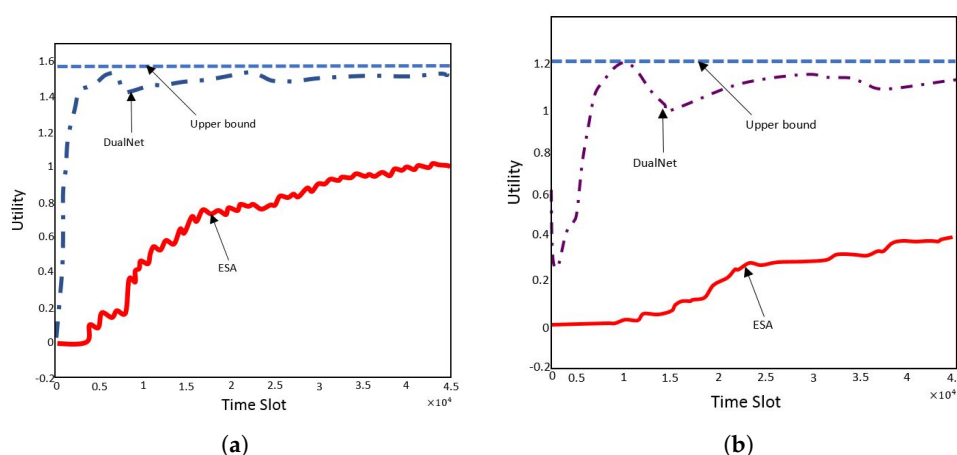 1.6
1.4
1.2
1
0.8
0.6
0.4
0.2
0
-0.2
Utility
Upper bound
DualNet
ESA
0 0.5 1 1.5 2 2.5 3 3.5 4 4.5
Time Slot
×10⁴
(a)
1.2
1
0.8
0.6
0.4
0.2
0
-0.2
Utility
Upper bound
DualNet
ESA
0 0.5 1 1.5 2 2.5 3 3.5 4 4.5
Time Slot
×10⁴
(b)